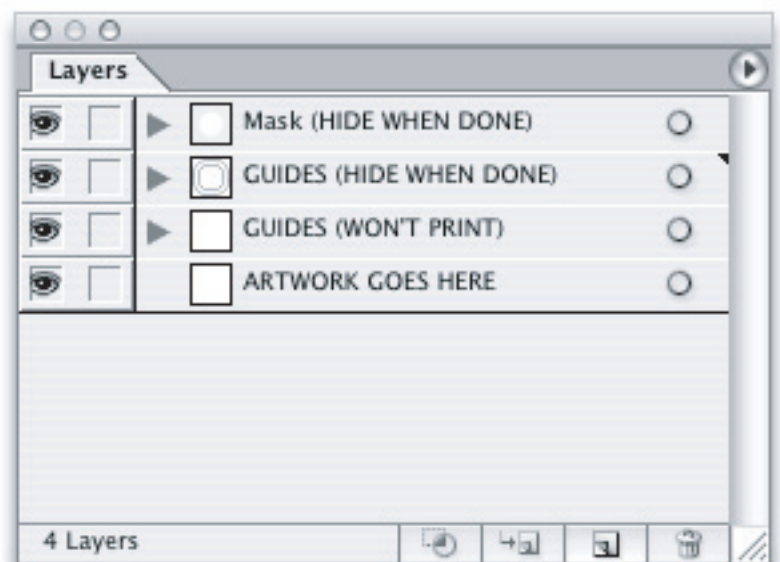 Layers
Mask (HIDE WHEN DONE)
GUIDES (HIDE WHEN DONE)
GUIDES (WON'T PRINT)
ARTWORK GOES HERE
4 Layers